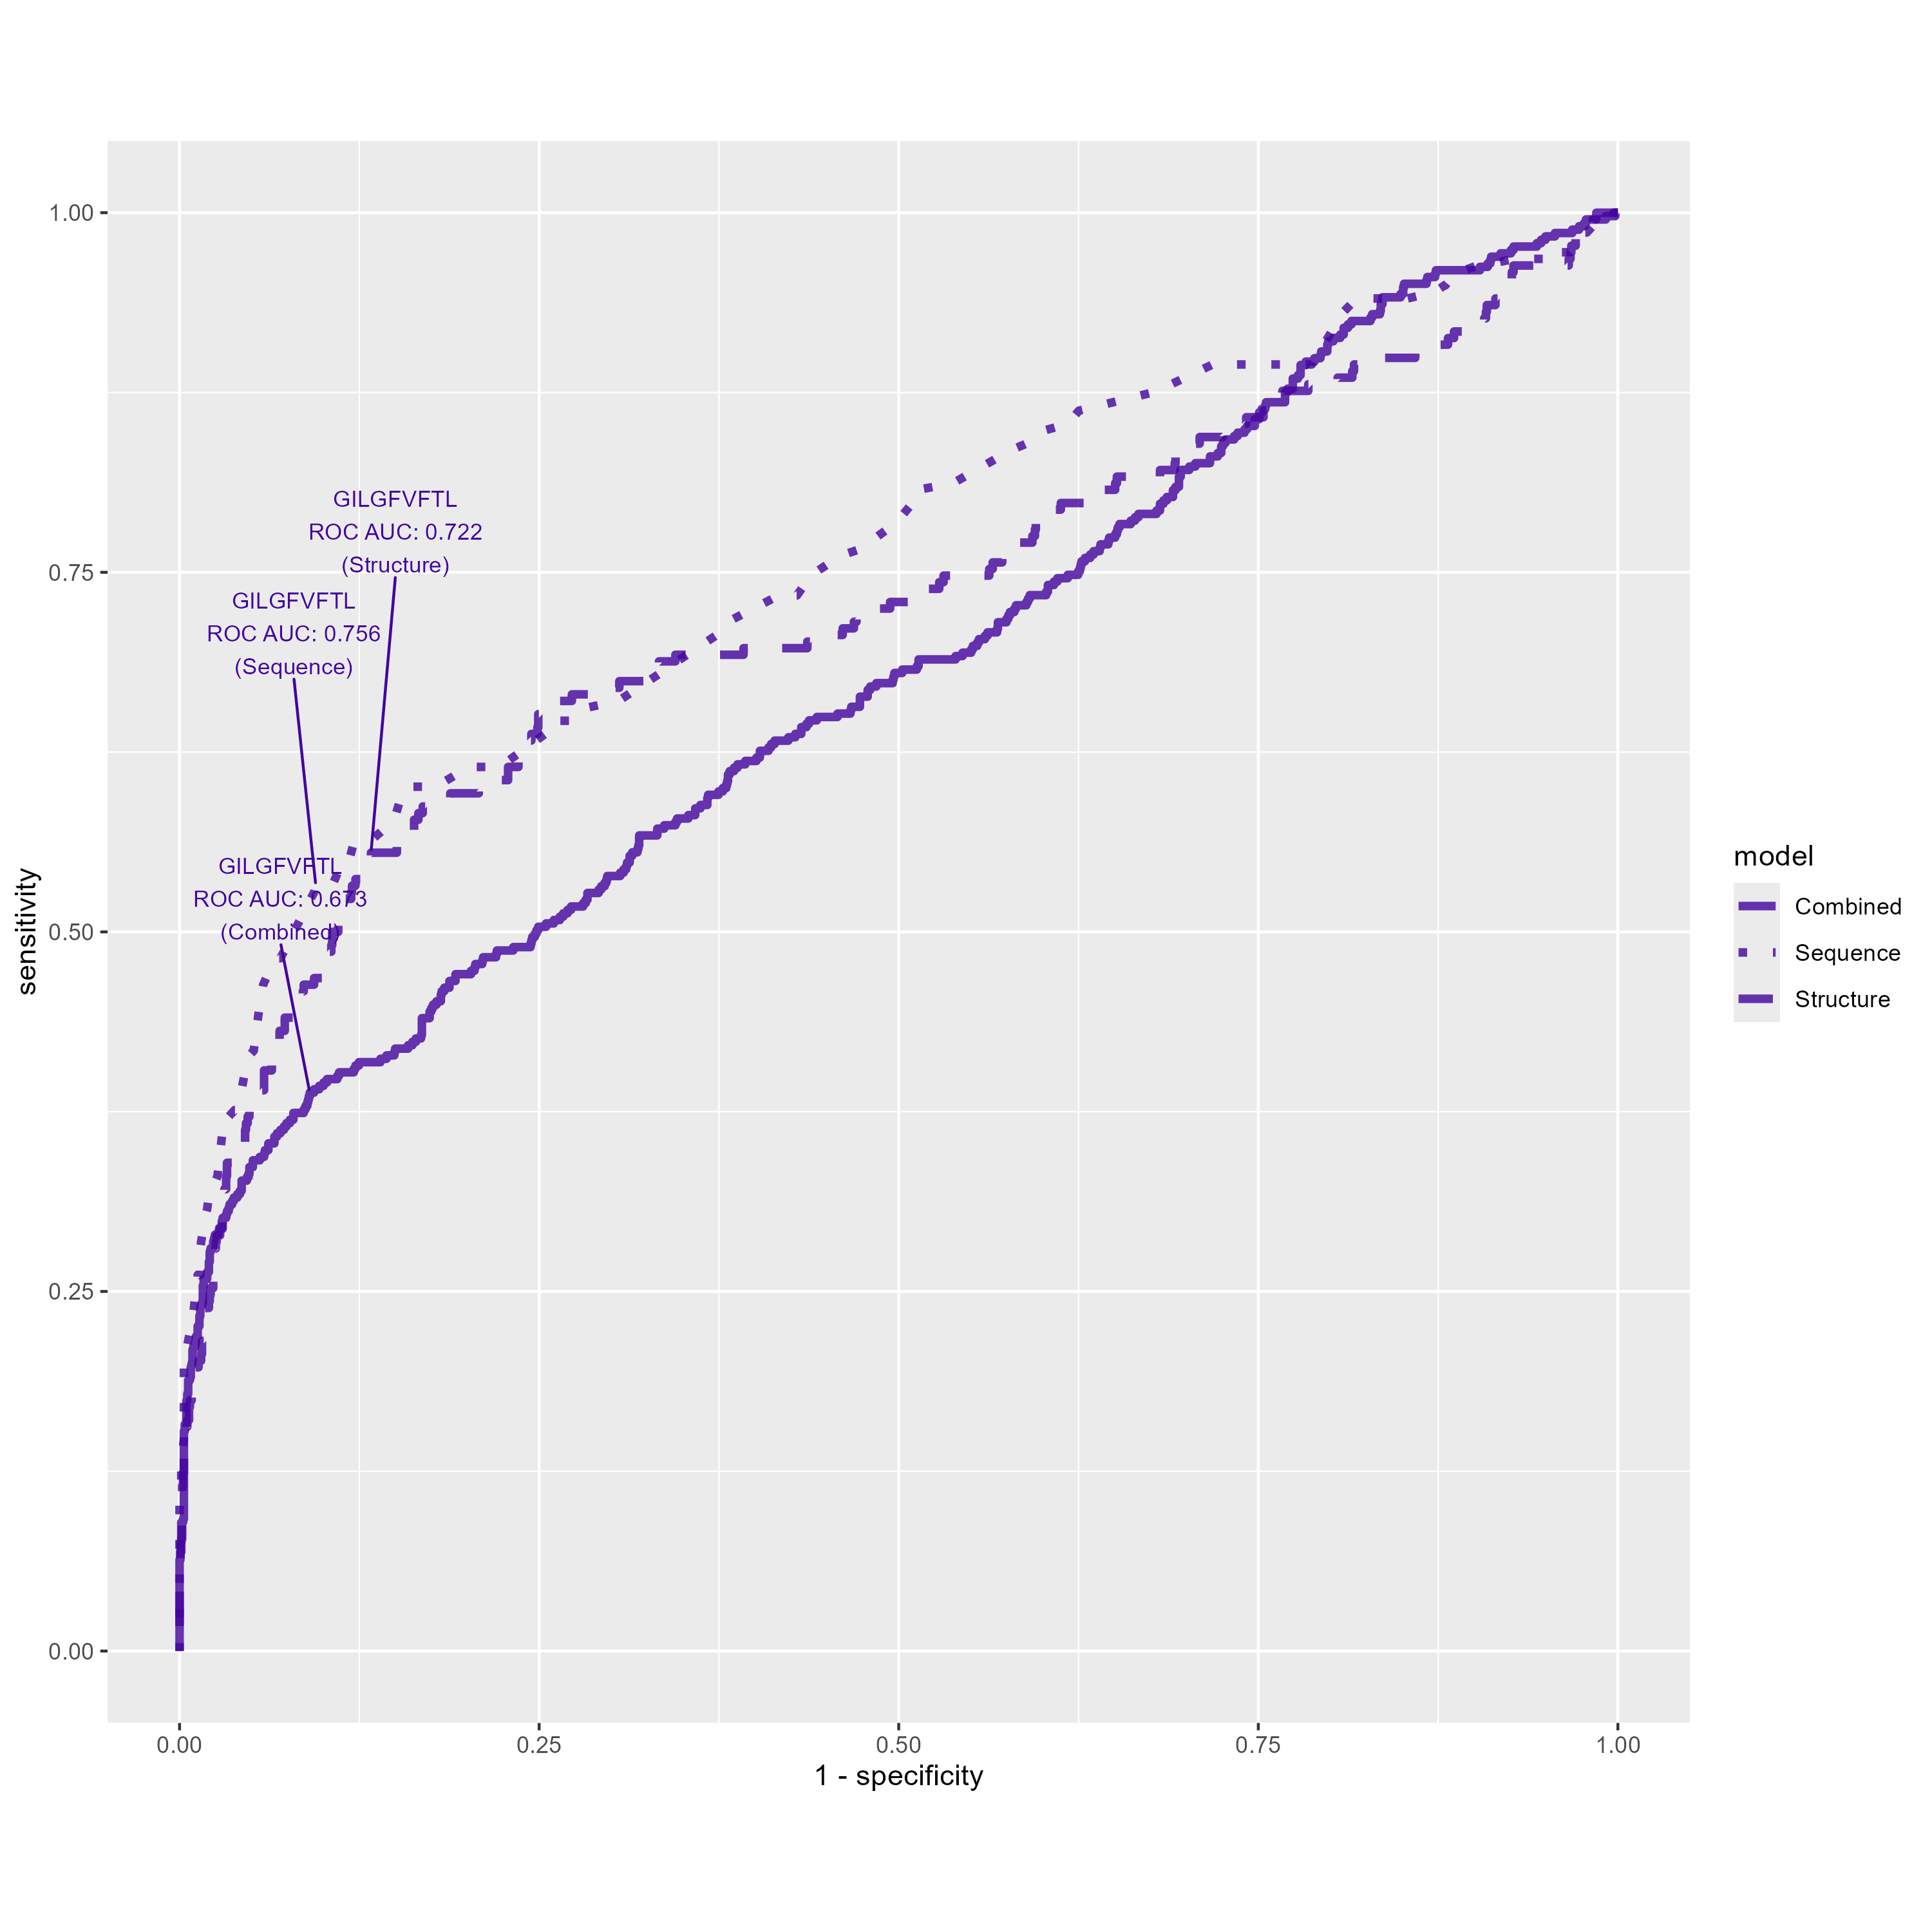 1.00
0.75
0.50
0.25
0.00
sensitivity
GILGFVFTL
ROC AUC: 0.722
(Structure)
GILGFVFTL
ROC AUC: 0.756
(Sequence)
GILGFVFTL
ROC AUC: 0.673
(Combined)
0.00
0.25
0.50
0.75
1.00
1 - specificity
model
Combined
Sequence
Structure